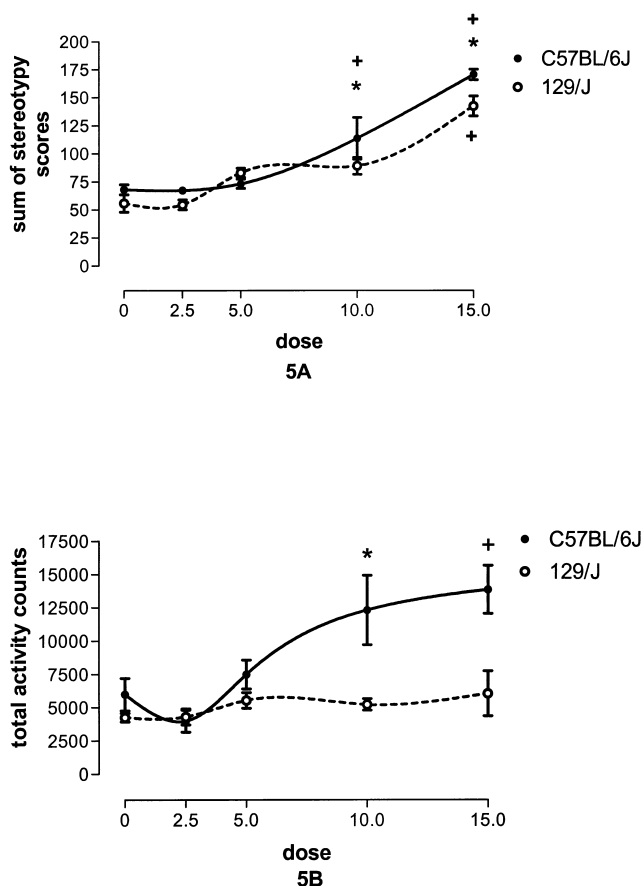 +
+
*
*
C57BL/6J
129/J
+
sum of stereotypy
scores
200
175
150
125
100
75
50
25
0
0 2.5 5.0 10.0 15.0
dose
5A
*
+
C57BL/6J
129/J
total activity counts
17500
15000
12500
7500
5000
2500
0
0 2.5 5.0 10.0 15.0
dose
5B